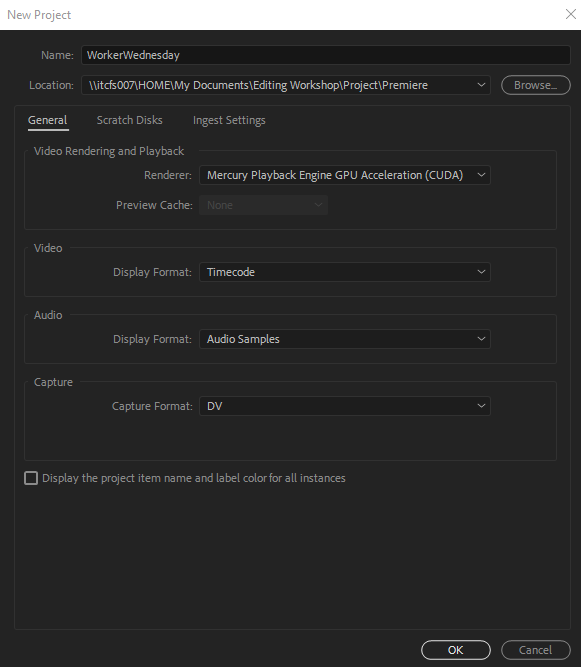 New Project
Name: WorkerWednesday
Location: \\itcfs007\HOME\My Documents\Editing Workshop\Project\Premiere Browse...
General Scratch Disks Ingest Settings
Video Rendering and Playback
Renderer: Mercury Playback Engine GPU Acceleration (CUDA)
Preview Cache: None
Video
Display Format: Timecode
Audio
Display Format: Audio Samples
Capture
Capture Format: DV
Display the project item name and label color for all instances
OK Cancel